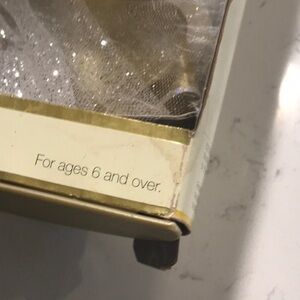 For ages 6 and over.